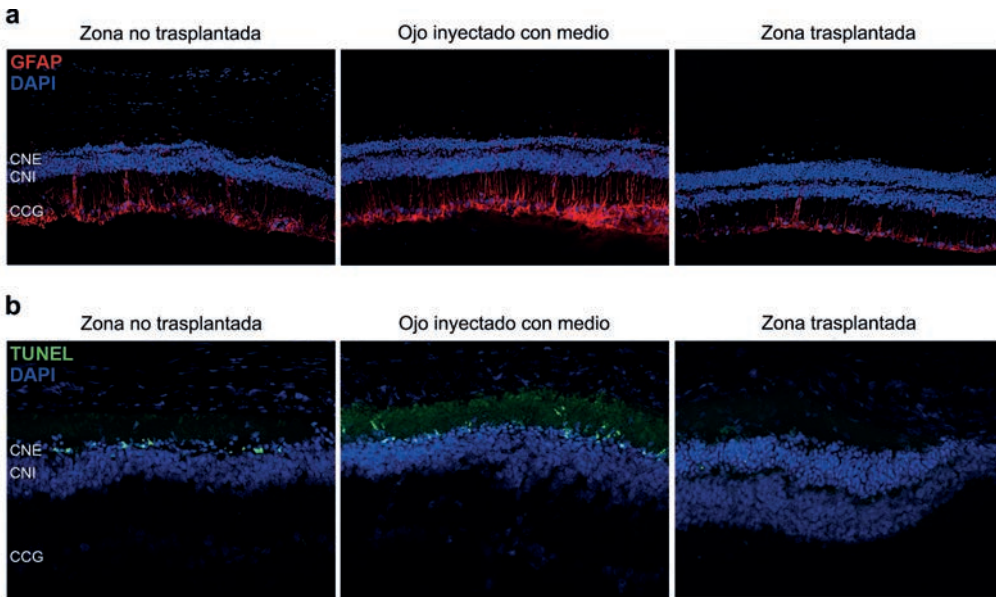 a
Zona no trasplantada
Ojo inyectado con medio
Zona trasplantada
GFAP
DAPI
CNE
CNI
CCG
b
Zona no trasplantada
Ojo inyectado con medio
Zona trasplantada
TUNEL
DAPI
CNE
CNI
CCG